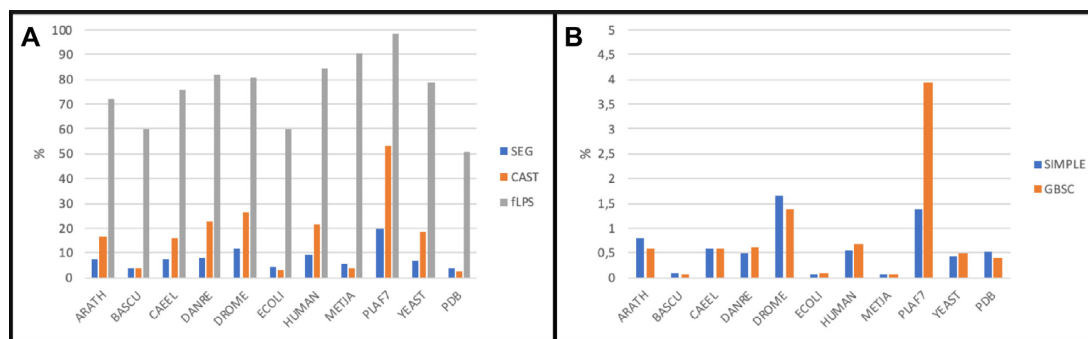 A
100
90
80
70
60
50
40
30
20
10
0
%
ARATH
BASCU
CAEEL
DANRE
DROME
ECOLI
HUMAN
METJA
PLAF7
YEAST
PDB
SEG
CAST
fLPS
B
5
4,5
4
3,5
3
2,5
2
1,5
1
0,5
0
%
ARATH
BASCU
CAEEL
DANRE
DROME
ECOLI
HUMAN
METJA
PLAF7
YEAST
PDB
SIMPLE
GBSC